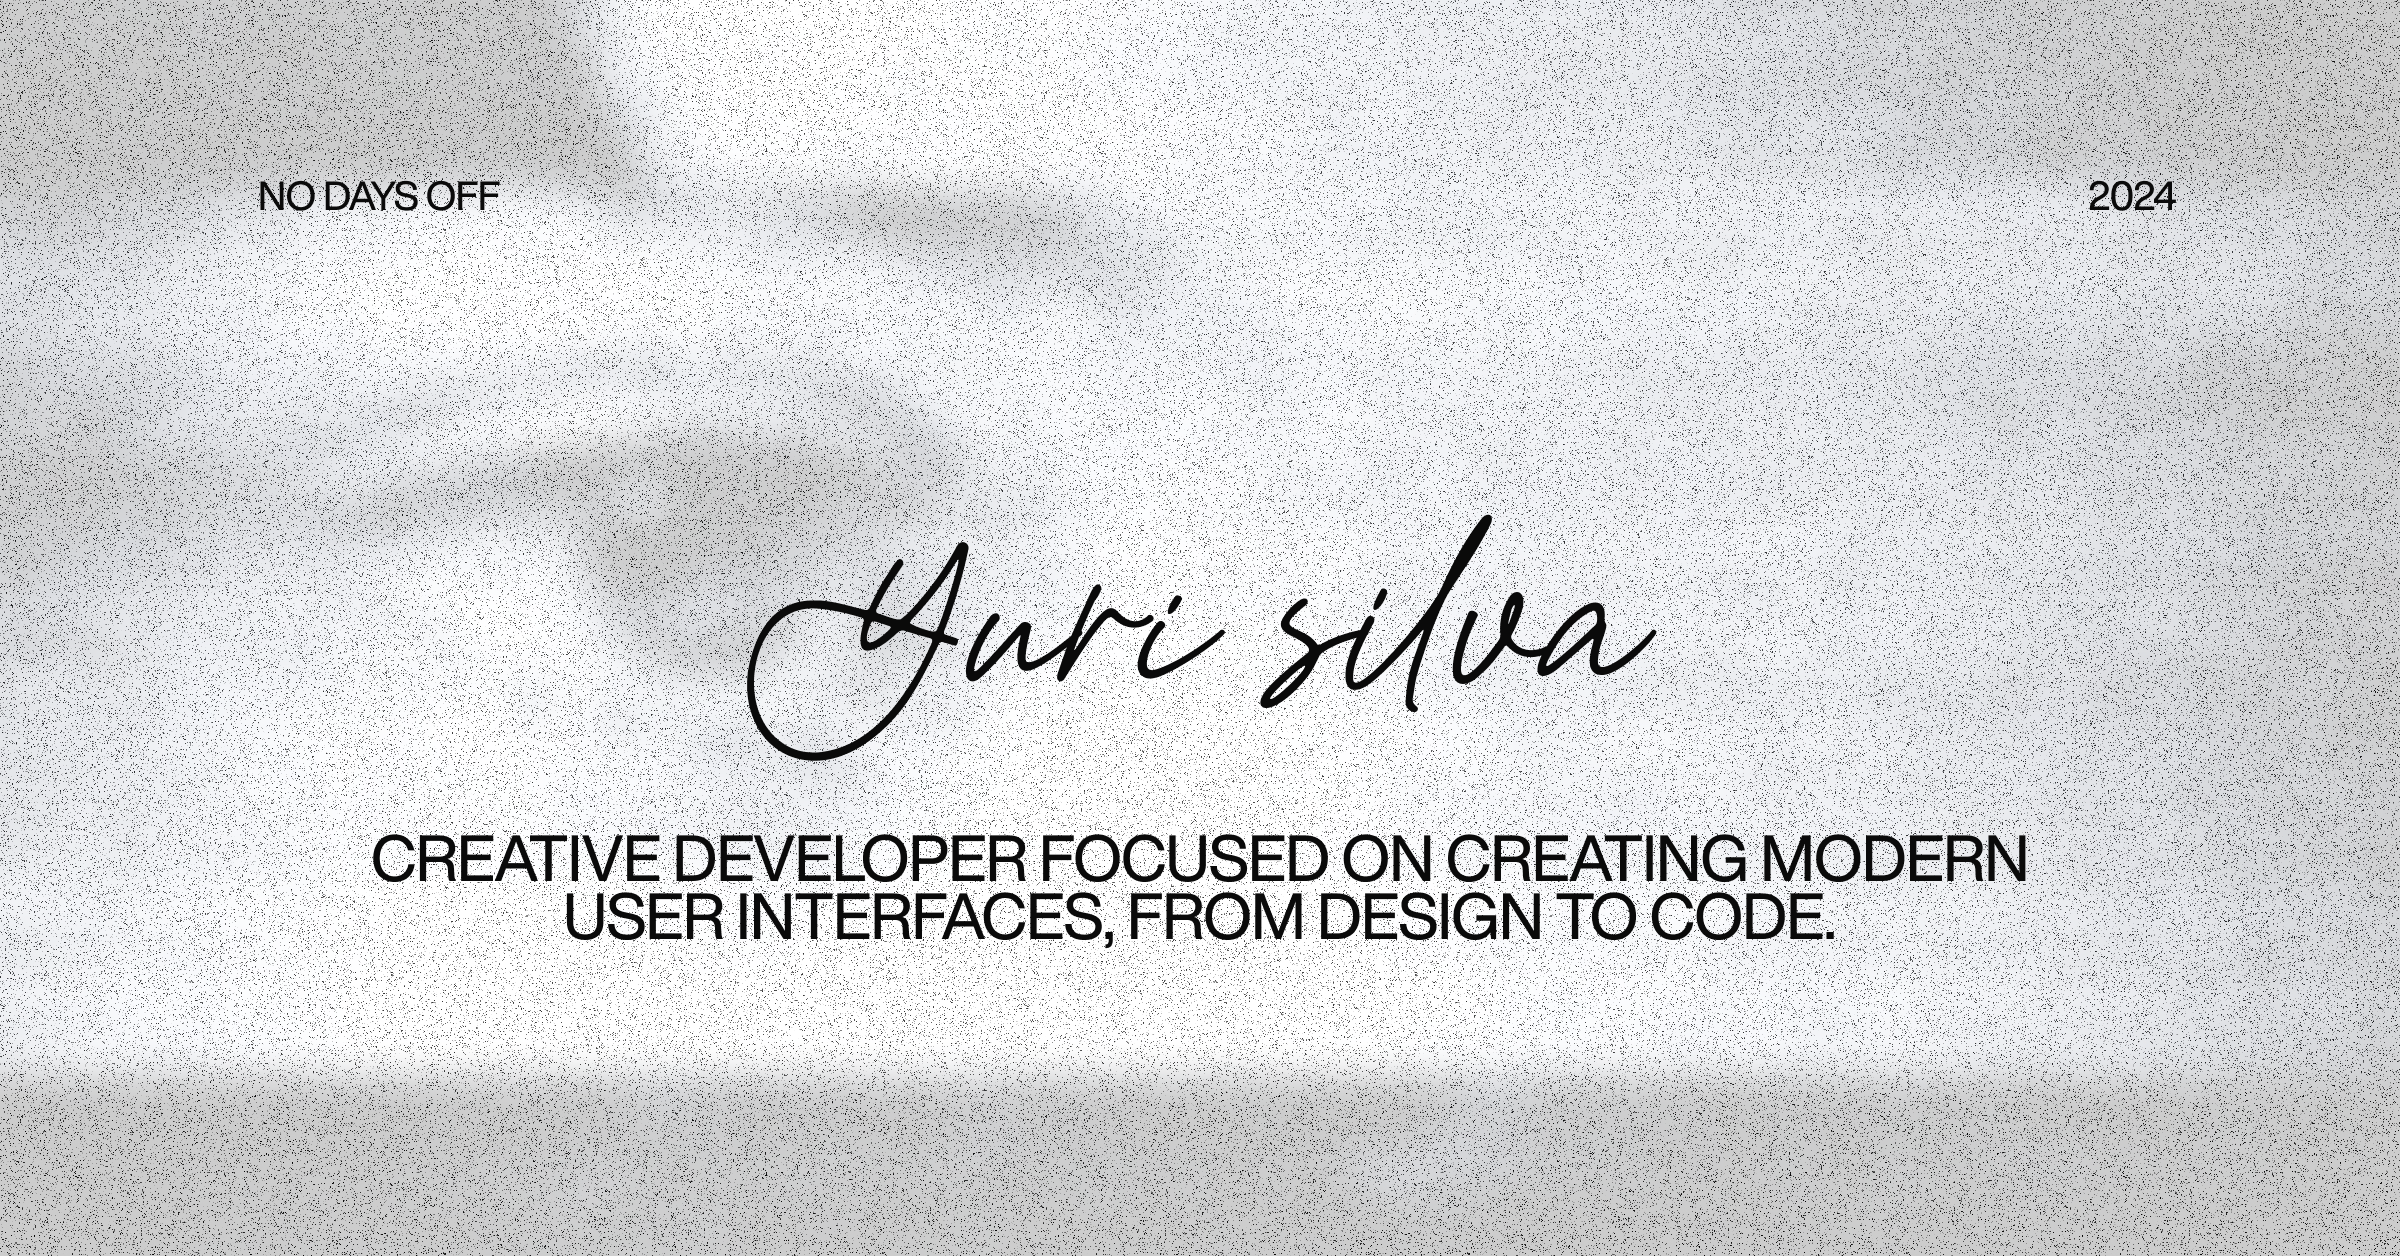 NO DAYS OFF
2024
Yuri silva
CREATIVE DEVELOPER FOCUSED ON CREATING MODERN
USER INTERFACES, FROM DESIGN TO CODE.